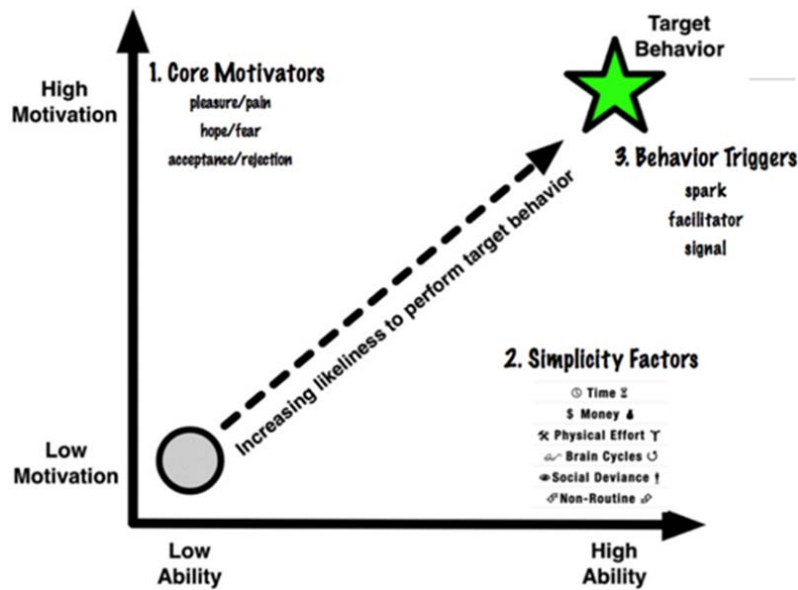 Target
Behavior
1. Core Motivators
pleasure/pain
hope/fear
acceptance/rejection
High
Motivation
3. Behavior Triggers
spark
facilitator
signal
Increasing likeliness to perform target behavior
2. Simplicity Factors
Time
$ Money
Physical Effort
Brain Cycles
Social Deviance
Non-Routine
Low
Motivation
Low
Ability
High
Ability